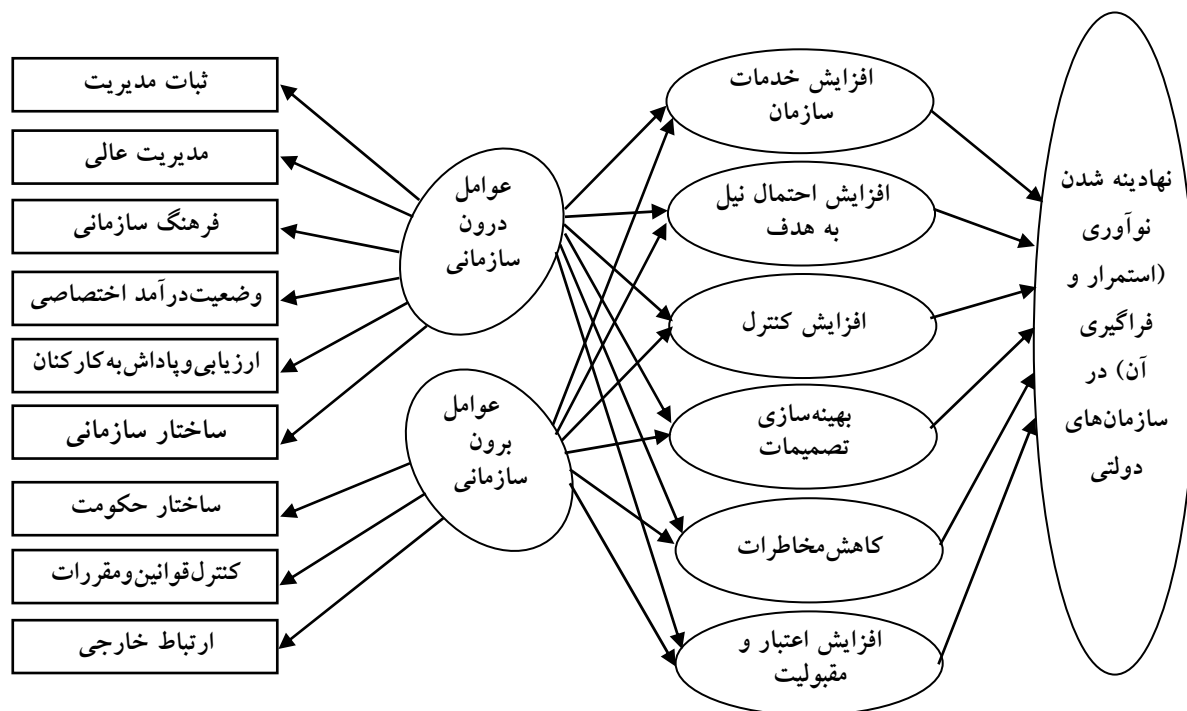 ثبات مدیریت
مدیریت عالی
فرهنگ سازمانی
وضعیت‌درآمد اختصاصی
ارزیابی‌وپاداش‌به‌کارکنان
ساختار سازمانی
ساختار حکومت
کنترل‌قوانین‌ومقررات
ارتباط خارجی
عوامل
درون
سازمانی
عوامل
برون
سازمانی
افزایش خدمات
سازمان
افزایش احتمال نیل
به هدف
افزایش کنترل
بهینه‌سازی
تصمیمات
کاهش‌مخاطرات
افزایش اعتبار و
مقبولیت
نهادینه شدن
نوآوری
(استمرار و
فراگیری
آن) در
سازمان‌های
دولتی